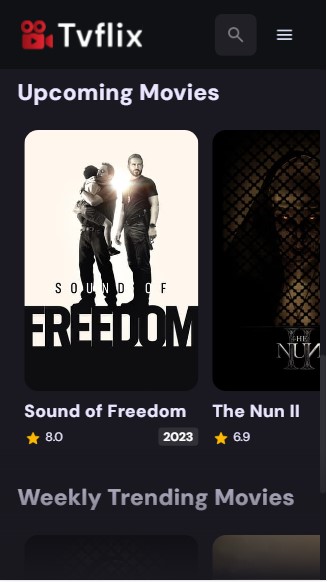 Tvflix
Upcoming Movies
SOUND OF
FREEDOM
THE
NUN
II
Sound of Freedom
The Nun II
8.0
2023
6.9
Weekly Trending Movies